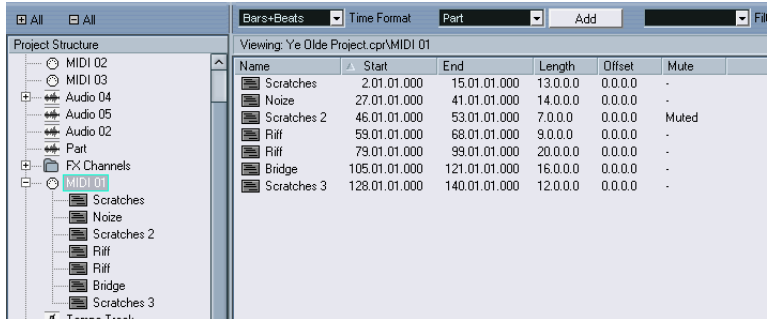 All All Bars+Beats Time Format Part Add
Project Structure Viewing: Ye Olde Project.cpr\MIDI 01
MIDI 02
MIDI 03
Audio 04
Audio 05
Audio 02
Part
FX Channels
MIDI 01
Scratches
Noize
Scratches 2
Riff
Riff
Bridge
Scratches 3
Name Start End Length Offset Mute
Scratches 2.01.01.000 15.01.01.000 13.0.0.0 0.0.0.0 -
Noize 27.01.01.000 41.01.01.000 14.0.0.0 0.0.0.0 -
Scratches 2 46.01.01.000 53.01.01.000 7.0.0.0 0.0.0.0 Muted
Riff 59.01.01.000 68.01.01.000 9.0.0.0 0.0.0.0 -
Riff 79.01.01.000 99.01.01.000 20.0.0.0 0.0.0.0 -
Bridge 105.01.01.000 121.01.01.000 16.0.0.0 0.0.0.0 -
Scratches 3 128.01.01.000 140.01.01.000 12.0.0.0 0.0.0.0 -